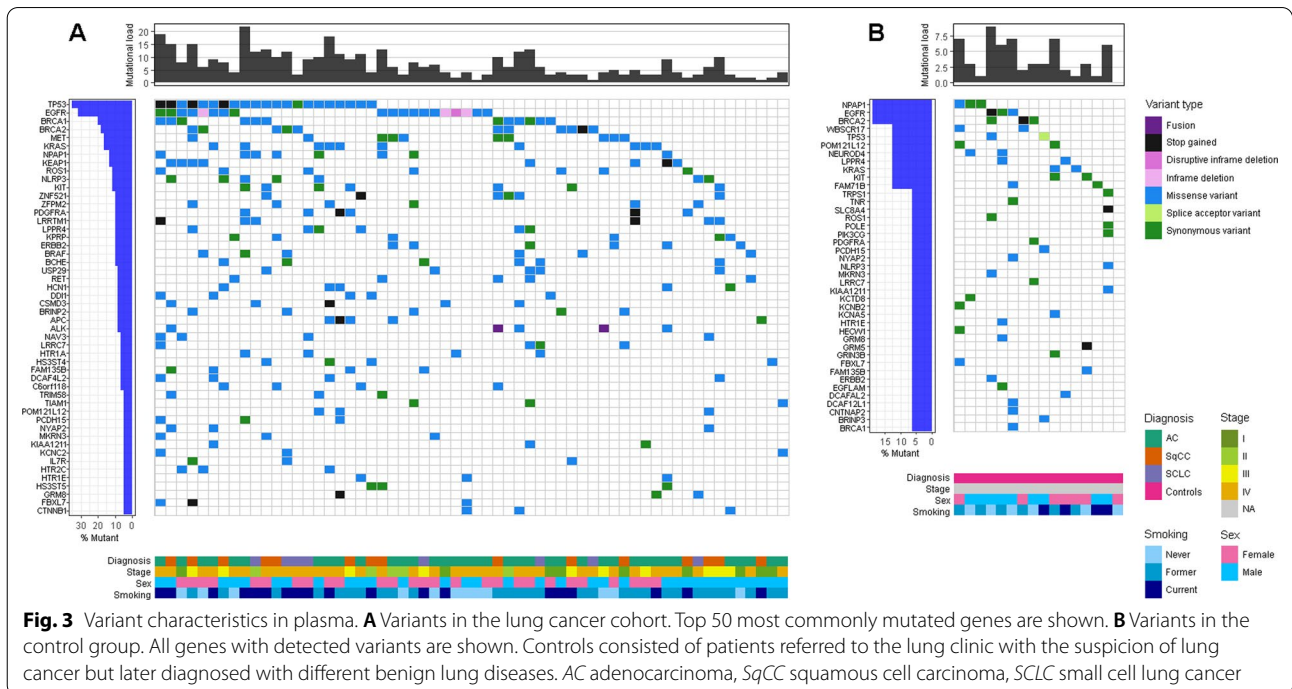 A
Mutational load
20
15
10
5
0
TP53
EGFR
BRCA1
BRCA2
MET
KRAS
NPAP1
KEAP1
ROS1
NLRP3
KIT
ZNF521
ZFPM2
PDGFRA
LRRTM1
LPPR4
KPRP
ERBB2
BRAF
BCHE
USP29
RET
HCN1
DDI1
CSMD3
BRINP2
APC
ALK
NAV3
LRRC7
HTR1A
HS3ST4
FAM135B
DCAF4L2
C6orf118
TRIM58
TIAM1
POM121L12
PCDH15
NYAP2
MKRN3
KIAA1211
KCNC2
IL7R
HTR2C
HTR1E
HS3ST5
GRM8
FBXL7
CTNNB1
30 20 10 0
% Mutant
Diagnosis
Stage
Sex
Smoking
B
Mutational load
7.5
5.0
2.5
0.0
NPAP1
EGFR
BRCA2
WBSCR17
TP53
POM121L12
NEUROD4
LPPR4
KRAS
KIT
FAM71B
TRPS1
TNR
SLC8A4
ROS1
POLE
PIK3CG
PDGFRA
PCDH15
NYAP2
NLRP3
MKRN3
LRRC7
KIAA1211
KCTD8
KCNB2
KCNA5
HTR1E
HECW1
GRM8
GRM5
GRIN3B
FBXL7
FAM135B
ERBB2
EGFLAM
DCAFAL2
DCAF12L1
CNTNAP2
BRINP3
BRCA1
15 10 5 0
% Mutant
Diagnosis
Stage
Sex
Smoking
Variant type
Fusion
Stop gained
Disruptive inframe deletion
Inframe deletion
Missense variant
Splice acceptor variant
Synonymous variant
Diagnosis
AC
SqCC
SCLC
Controls
Stage
I
II
III
IV
NA
Smoking
Never
Former
Current
Sex
Female
Male
Fig. 3 Variant characteristics in plasma. A Variants in the lung cancer cohort. Top 50 most commonly mutated genes are shown. B Variants in the
control group. All genes with detected variants are shown. Controls consisted of patients referred to the lung clinic with the suspicion of lung
cancer but later diagnosed with different benign lung diseases. AC adenocarcinoma, SqCC squamous cell carcinoma, SCLC small cell lung cancer